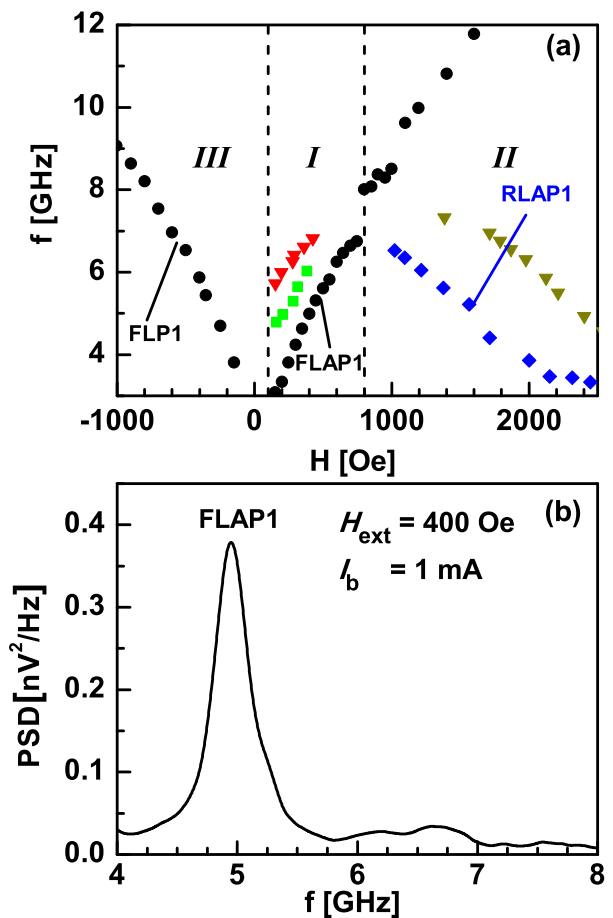 12
(a)
10
III
I
II
f [GHz]
8
RLAP1
6
FLP1
FLAP1
4
-1000
0
1000
2000
H [Oe]
FLAP1
H_ext = 400 Oe
(b)
I_b = 1 mA
0.4
0.3
PSD[nV²/Hz]
0.2
0.1
0.0
4
5
6
7
8
f [GHz]